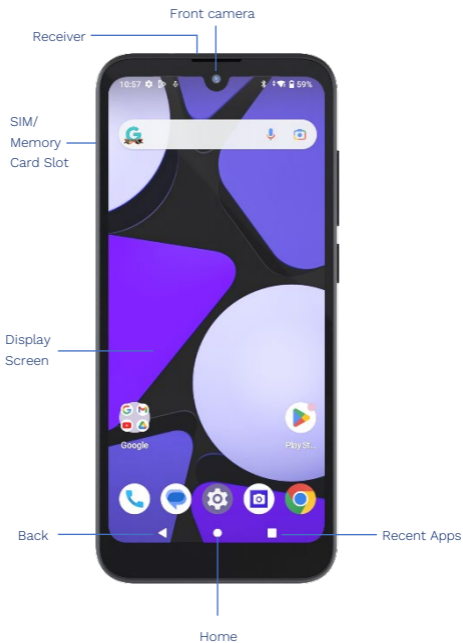 Front camera
Receiver
10:57
59%
SIM/
Memory
Card Slot
G
Display
Screen
Google
Play St...
Back
Recent Apps
Home